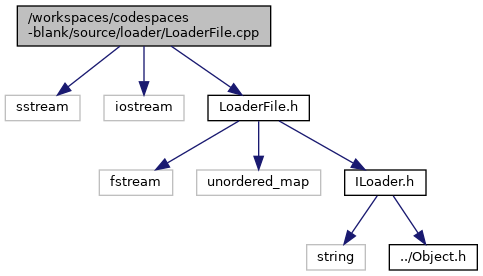 /workspaces/codespaces
-blank/source/loader/LoaderFile.cpp
sstream
iostream
LoaderFile.h
fstream
unordered_map
ILoader.h
string
../Object.h